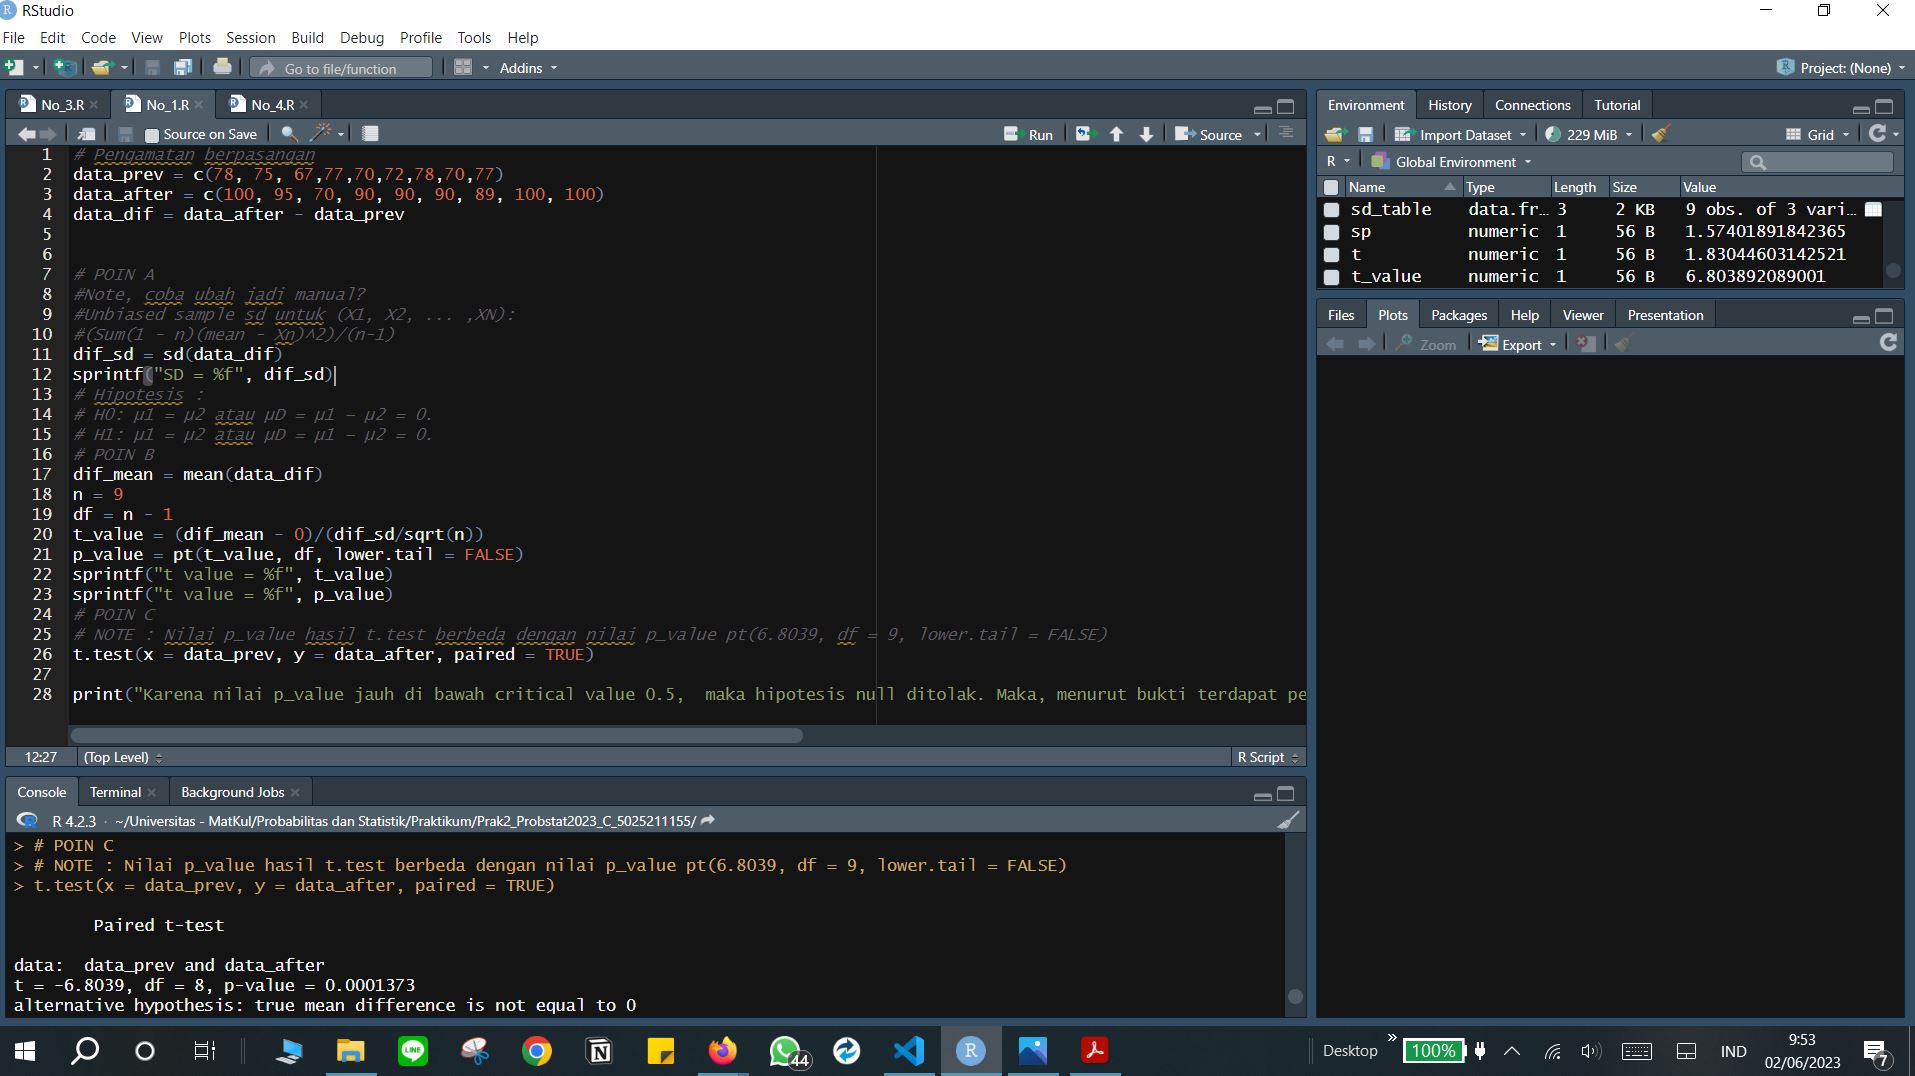 RStudio
File Edit Code View Plots Session Build Debug Profile Tools Help
Go to file/function Addins Project: (None)
No_3.R No_1.R No_4.R
Source on Save Run Source
1 # Pengamatan berpasangan
2 data_prev = c(78, 75, 67,77,70,72,78,70,77)
3 data_after = c(100, 95, 70, 90, 90, 90, 89, 100, 100)
4 data_dif = data_after - data_prev
5
6
7 # POIN A
8 #Note, coba ubah jadi manual?
9 #Unbiased sample sd untuk (X1, X2, ... ,XN):
10 #(Sum(1 - n)(mean - Xn)^2)/(n-1)
11 dif_sd = sd(data_dif)
12 sprintf("SD = %f", dif_sd)
13 # Hipotesis :
14 # H0: μ1 = μ2 atau μD = μ1 − μ2 = 0.
15 # H1: μ1 = μ2 atau μD = μ1 − μ2 = 0.
16 # POIN B
17 dif_mean = mean(data_dif)
18 n = 9
19 df = n - 1
20 t_value = (dif_mean - 0)/(dif_sd/sqrt(n))
21 p_value = pt(t_value, df, lower.tail = FALSE)
22 sprintf("t value = %f", t_value)
23 sprintf("t value = %f", p_value)
24 # POIN C
25 # NOTE : Nilai p_value hasil t.test berbeda dengan nilai p_value pt(6.8039, df = 9, lower.tail = FALSE)
26 t.test(x = data_prev, y = data_after, paired = TRUE)
27
28 print("Karena nilai p_value jauh di bawah critical value 0.5,  maka hipotesis null ditolak. Maka, menurut bukti terdapat pe
12:27 (Top Level) R Script
Console Terminal Background Jobs
R 4.2.3 · ~/Universitas - MatKul/Probabilitas dan Statistik/Praktikum/Prak2_Probstat2023_C_5025211155/
> # POIN C
> # NOTE : Nilai p_value hasil t.test berbeda dengan nilai p_value pt(6.8039, df = 9, lower.tail = FALSE)
> t.test(x = data_prev, y = data_after, paired = TRUE)
Paired t-test
data:  data_prev and data_after
t = -6.8039, df = 8, p-value = 0.0001373
alternative hypothesis: true mean difference is not equal to 0
Environment History Connections Tutorial
Import Dataset 229 MiB Grid
R Global Environment
Name Type Length Size Value
sd_table data.fr… 3 2 KB 9 obs. of 3 vari…
sp numeric 1 56 B 1.57401891842365
t numeric 1 56 B 1.83044603142521
t_value numeric 1 56 B 6.803892089001
Files Plots Packages Help Viewer Presentation
Zoom Export
LINE 44 R Desktop 100% IND 9:53
02/06/2023 7